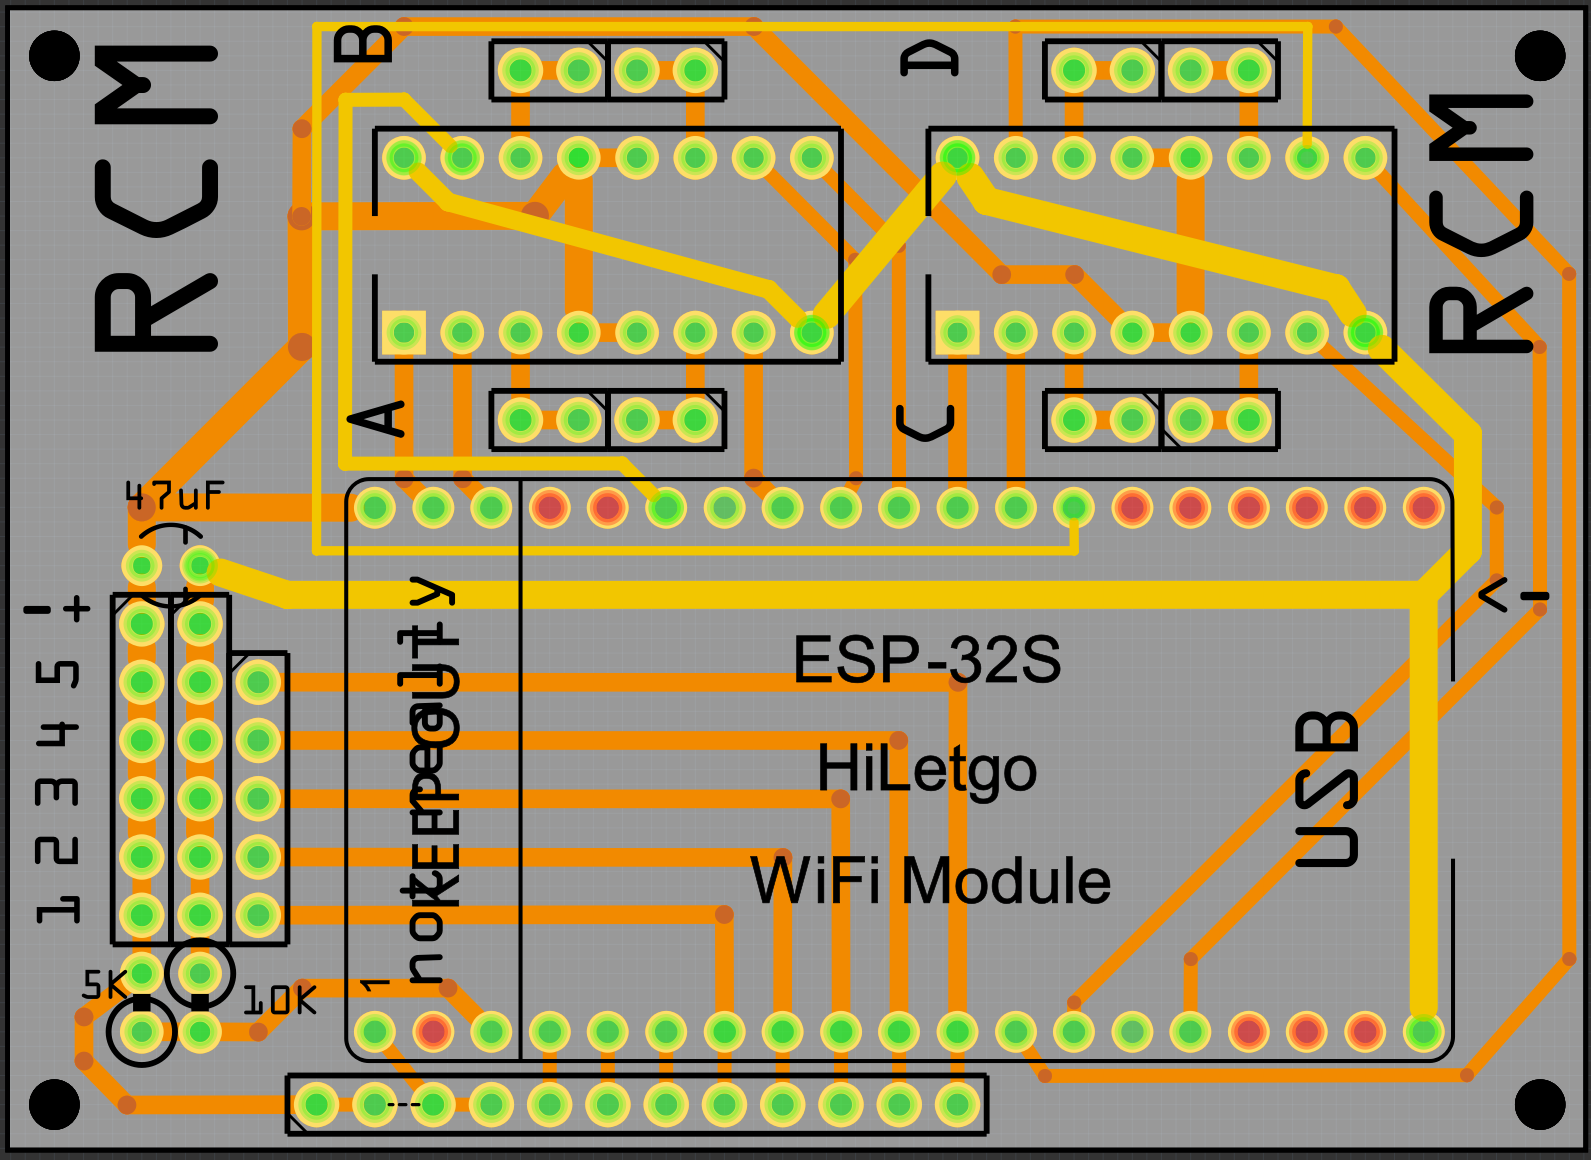 RCM
B
D
RCM
A
C
47uF
- +
<-
5
4
3
2
1
ESP-32S
HiLetgo
WiFi Module
USB
not really
KEEPOUT
5K
10K
1